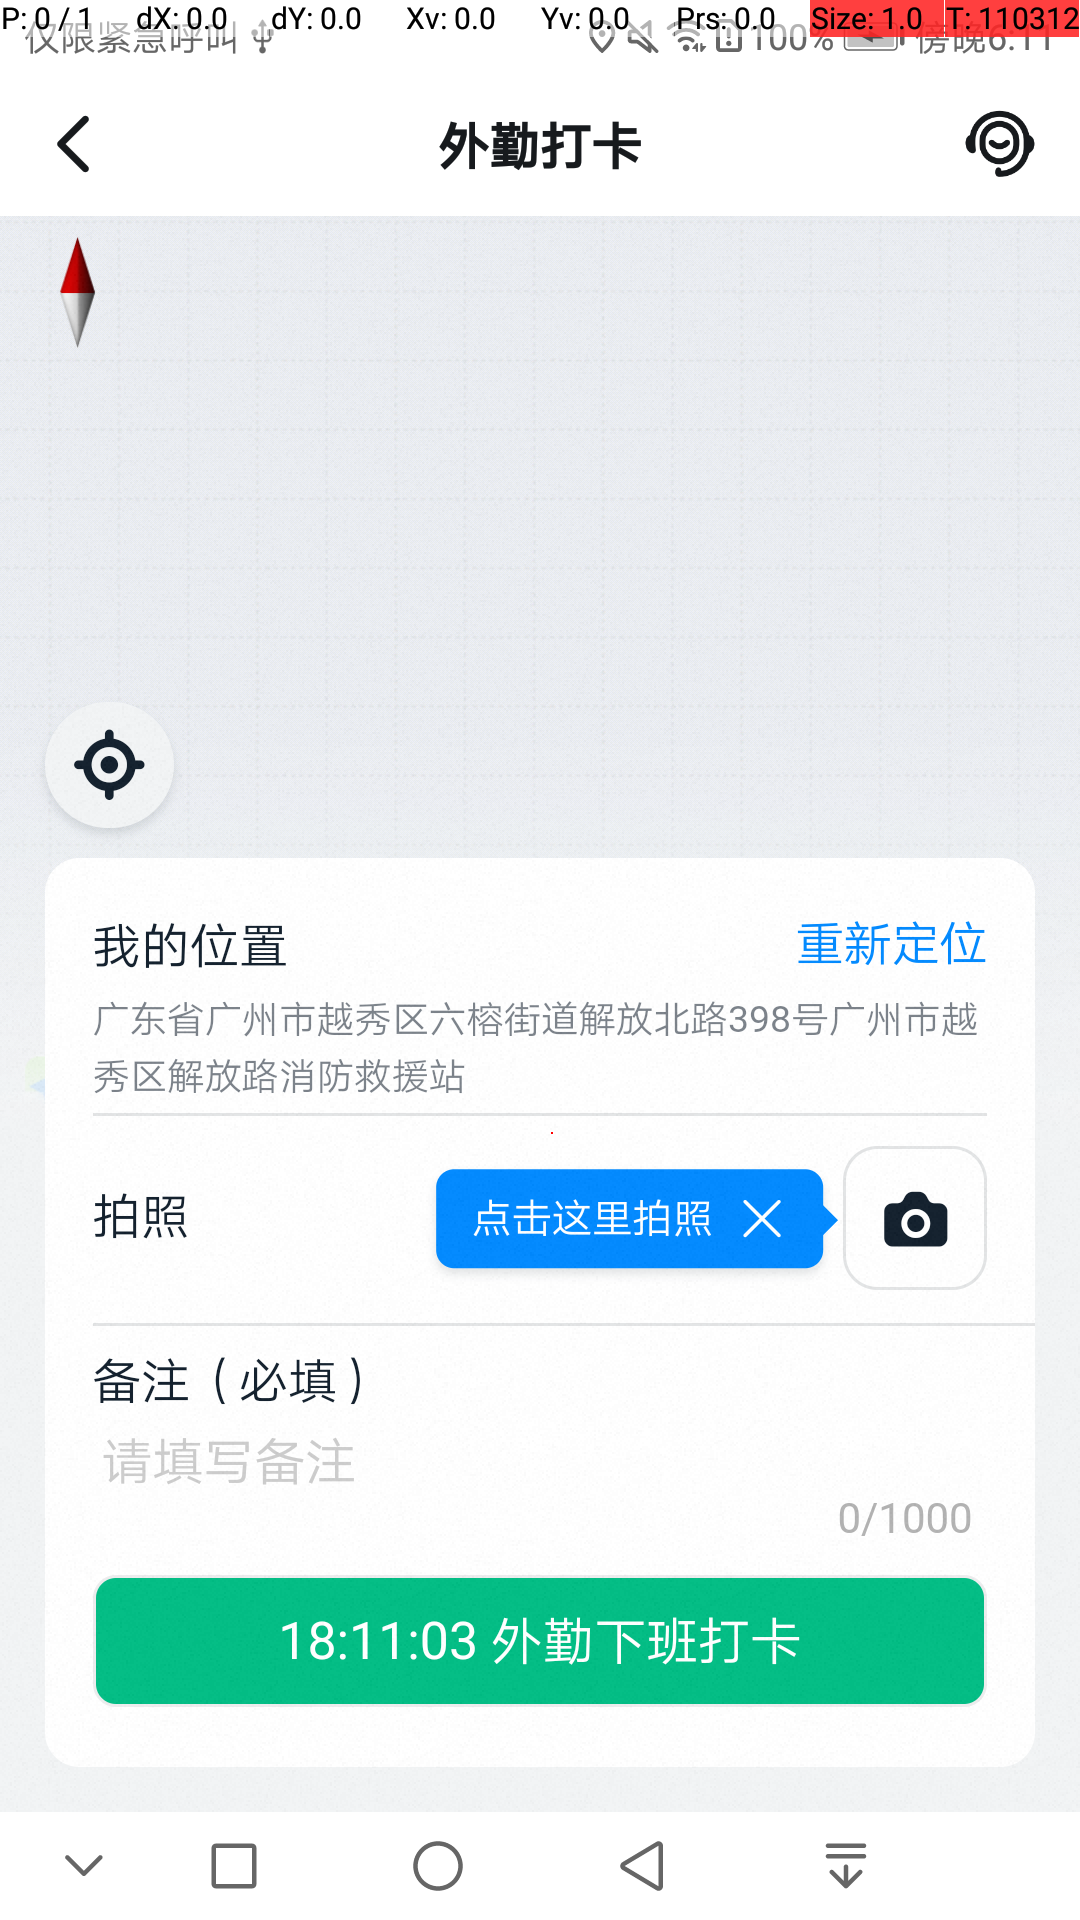 P: 0 / 1 dX: 0.0 dY: 0.0 Xv: 0.0 Yv: 0.0 Prs: 0.0 Size: 1.0 T: 110312
仅限紧急呼叫 100% 傍晚6:11
外勤打卡
我的位置 重新定位
广东省广州市越秀区六榕街道解放北路398号广州市越
秀区解放路消防救援站
拍照 点击这里拍照
备注（必填）
请填写备注
0/1000
18:11:03 外勤下班打卡